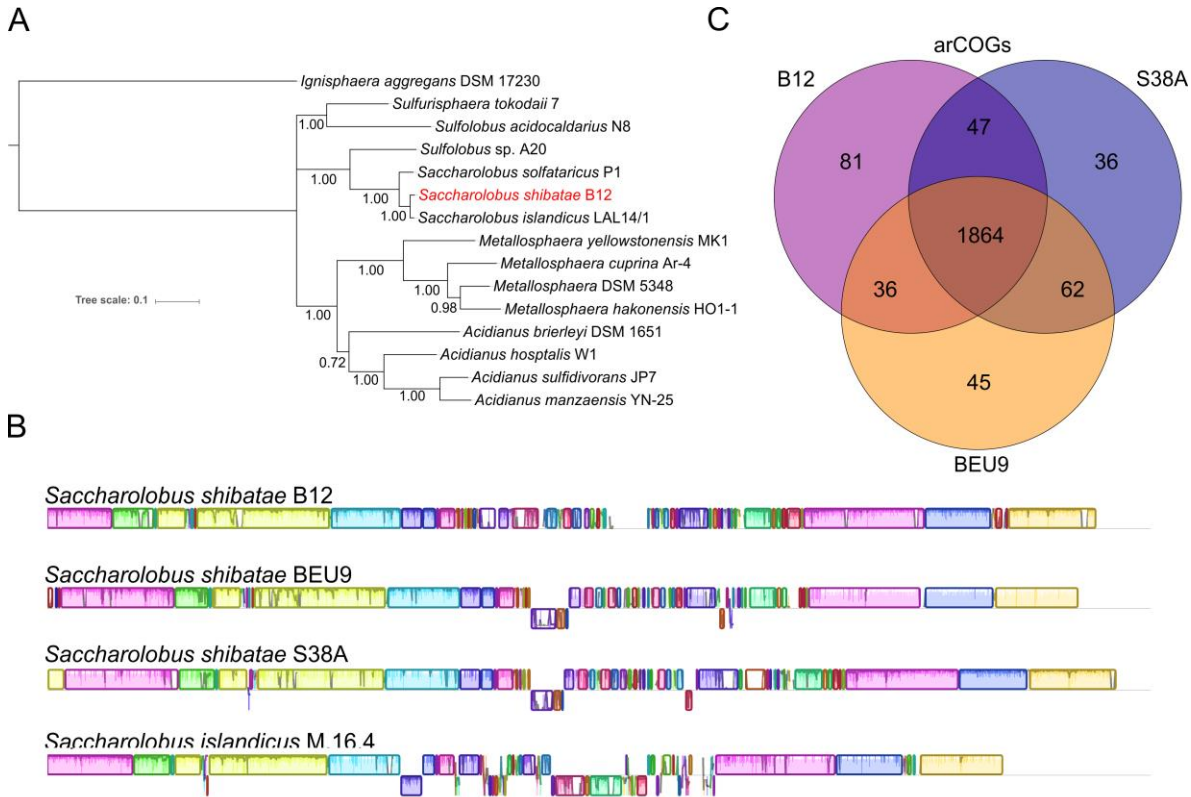 A
Ignisphaera aggregans DSM 17230
Sulfurisphaera tokodaii 7
1.00
Sulfolobus acidocaldarius N8
Sulfolobus sp. A20
1.00
Saccharolobus solfataricus P1
1.00
Saccharolobus shibatae B12
1.00
Saccharolobus islandicus LAL14/1
Metallosphaera yellowstonensis MK1
1.00
Metallosphaera cuprina Ar-4
1.00
Metallosphaera DSM 5348
0.98
Metallosphaera hakonensis HO1-1
Tree scale: 0.1
1.00
Acidianus brierleyi DSM 1651
0.72
Acidianus hosptalis W1
1.00
Acidianus sulfidivorans JP7
1.00
Acidianus manzaensis YN-25
C
arCOGs
B12
S38A
47
81
36
1864
36
62
45
BEU9
B
Saccharolobus shibatae B12
Saccharolobus shibatae BEU9
Saccharolobus shibatae S38A
Saccharolobus islandicus M.16.4